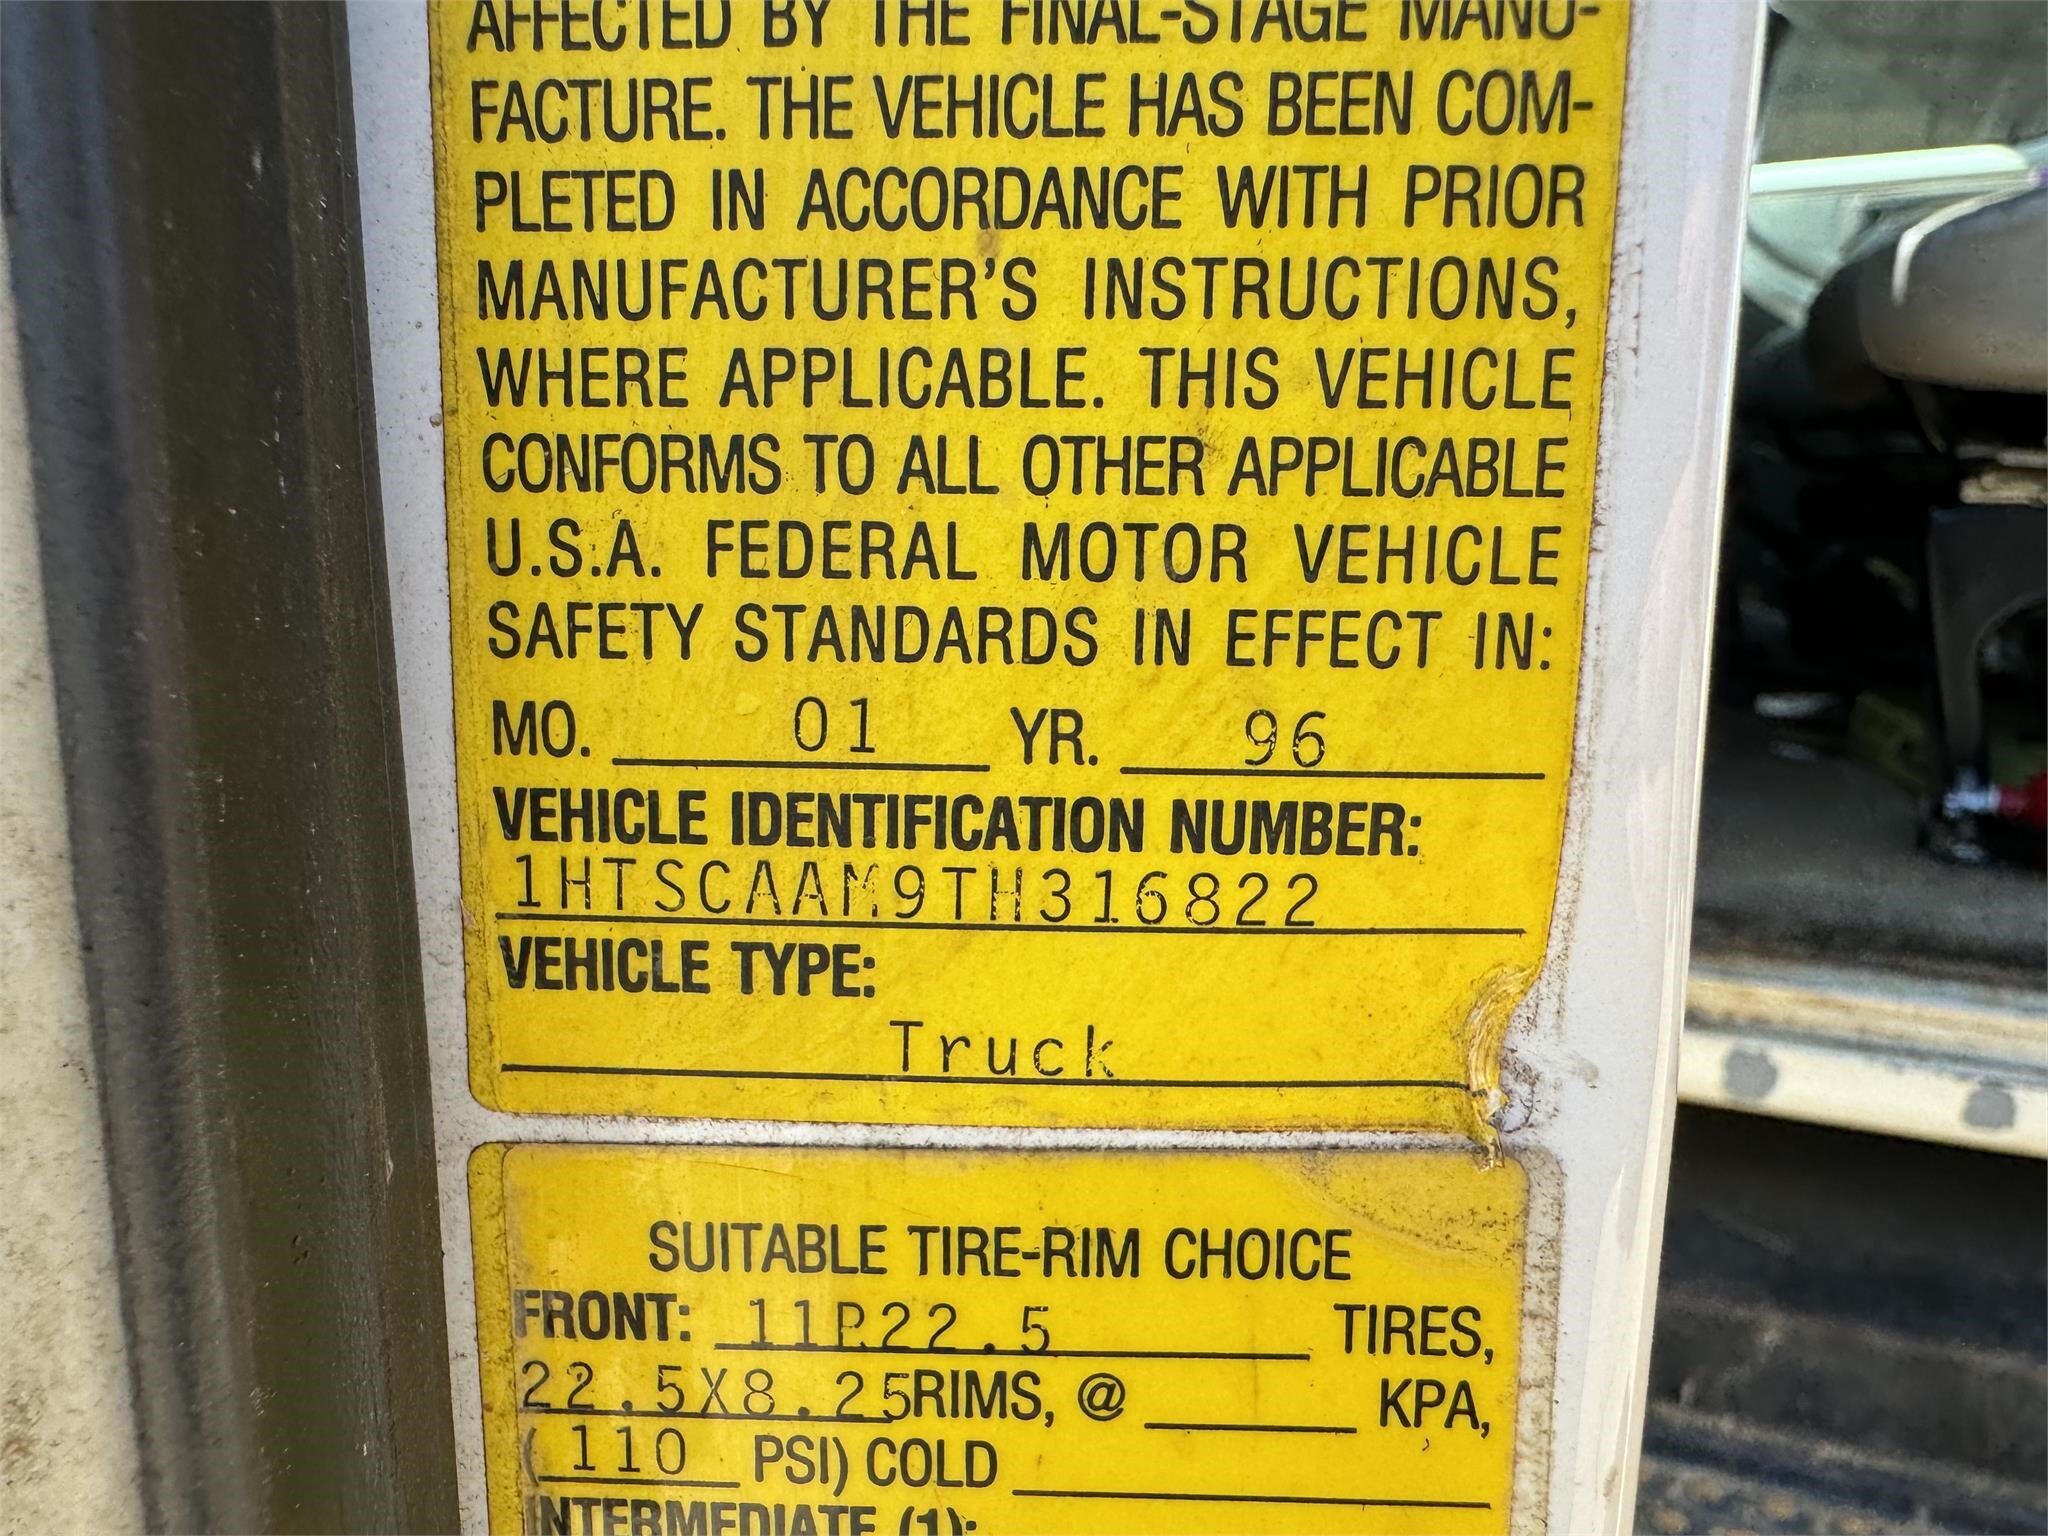 AFFECTED BY THE FINAL-STAGE MANU-
FACTURE. THE VEHICLE HAS BEEN COM-
PLETED IN ACCORDANCE WITH PRIOR
MANUFACTURER'S INSTRUCTIONS,
WHERE APPLICABLE. THIS VEHICLE
CONFORMS TO ALL OTHER APPLICABLE
U.S.A. FEDERAL MOTOR VEHICLE
SAFETY STANDARDS IN EFFECT IN:
MO. 01 YR. 96
VEHICLE IDENTIFICATION NUMBER:
1HTSCAAM9TH316822
VEHICLE TYPE:
Truck
SUITABLE TIRE-RIM CHOICE
FRONT: 11R22.5 TIRES,
22.5X8.25RIMS, @ KPA,
(110 PSI) COLD
INTERMEDIATE (1):